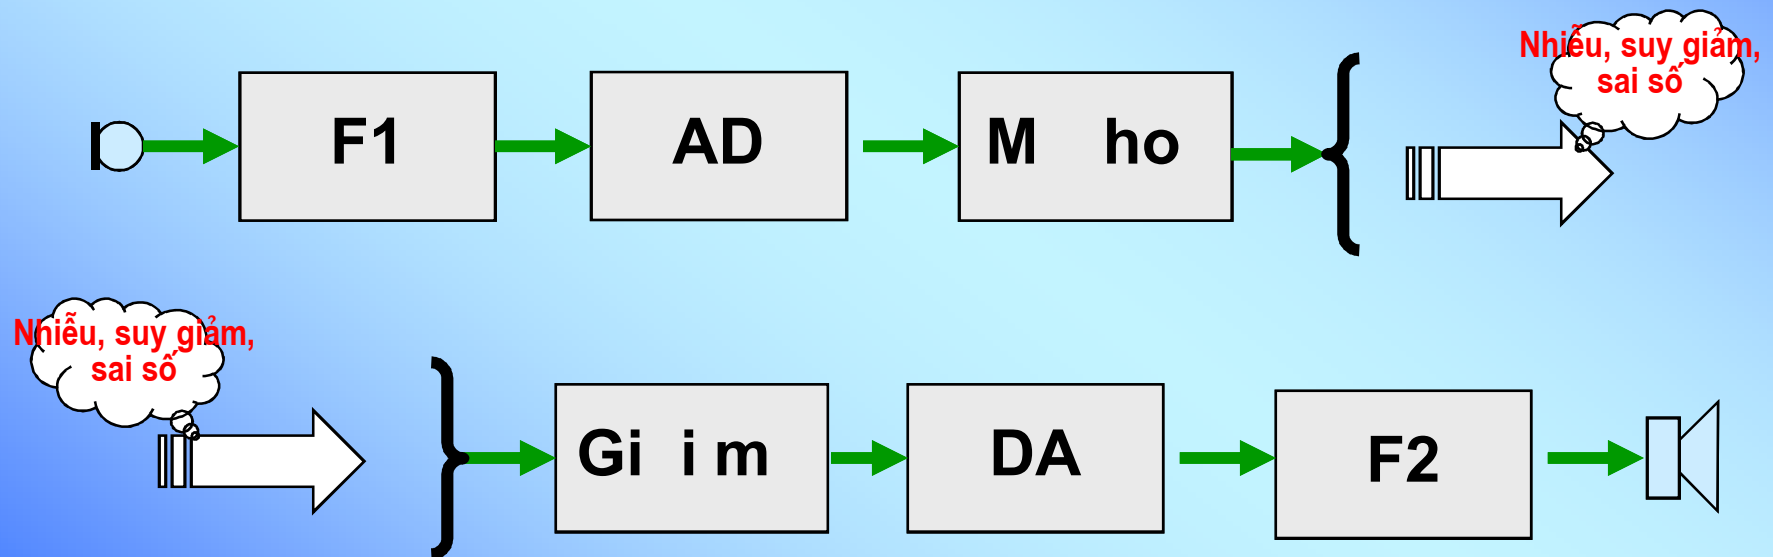 Nhiễu, suy giảm,
sai số
F1
AD
M ho
Nhiễu, suy giảm,
sai số
Gi i m
DA
F2